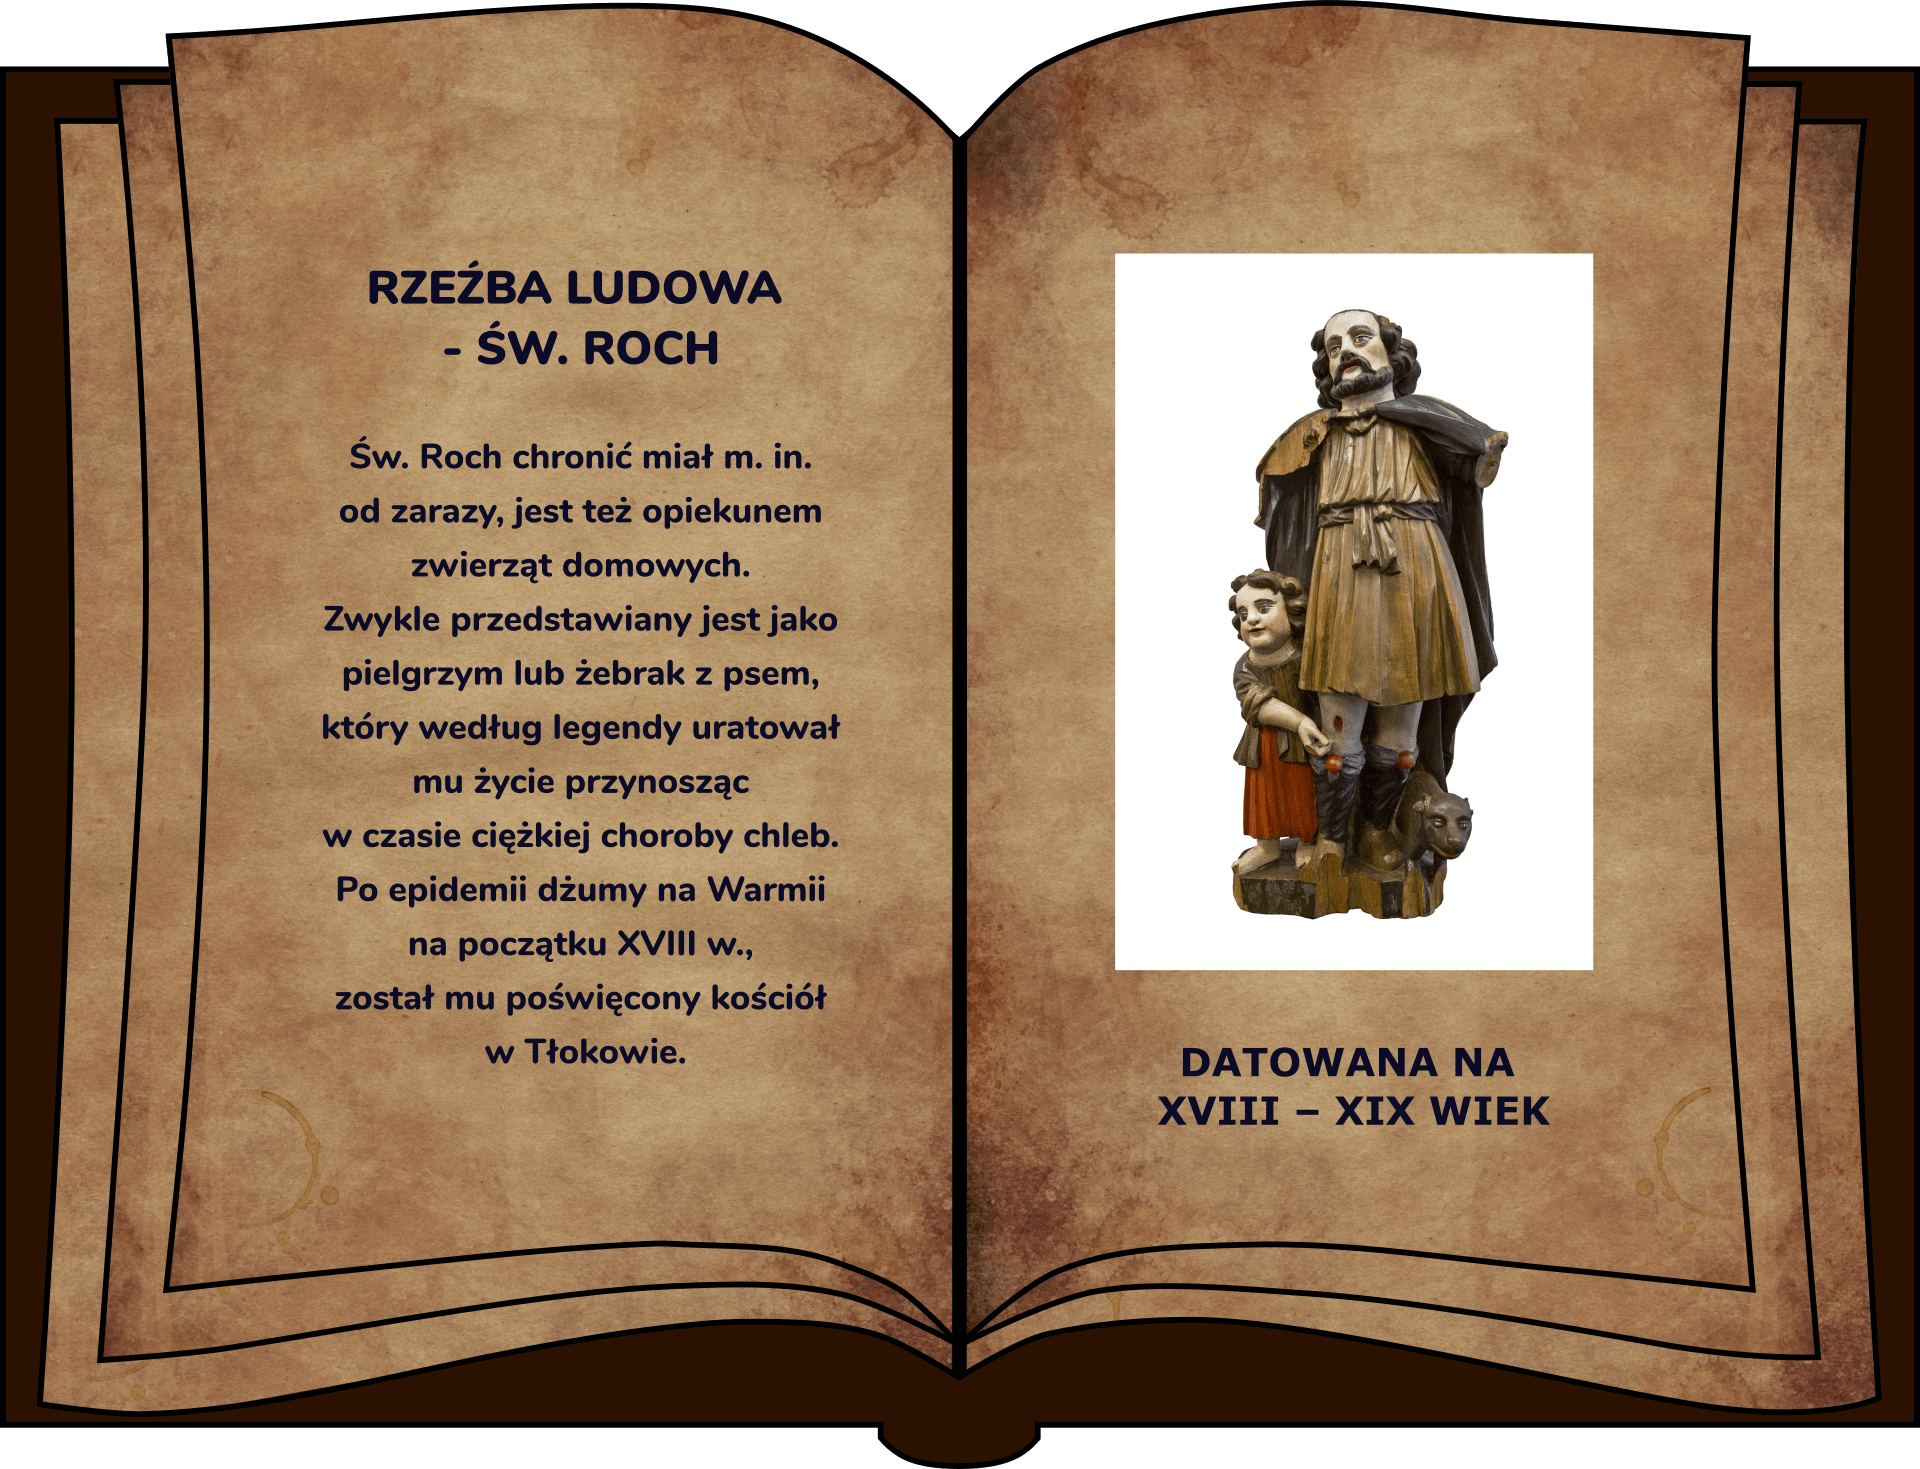 RZEŹBA LUDOWA
- ŚW. ROCH
Św. Roch chronić miał m. in.
od zarazy, jest też opiekunem
zwierząt domowych.
Zwykle przedstawiany jest jako
pielgrzym lub żebrak z psem,
który według legendy uratował
mu życie przynosząc
w czasie ciężkiej choroby chleb.
Po epidemii dżumy na Warmii
na początku XVIII w.,
został mu poświęcony kościół
w Tłokowie.
DATOWANA NA
XVIII – XIX WIEK